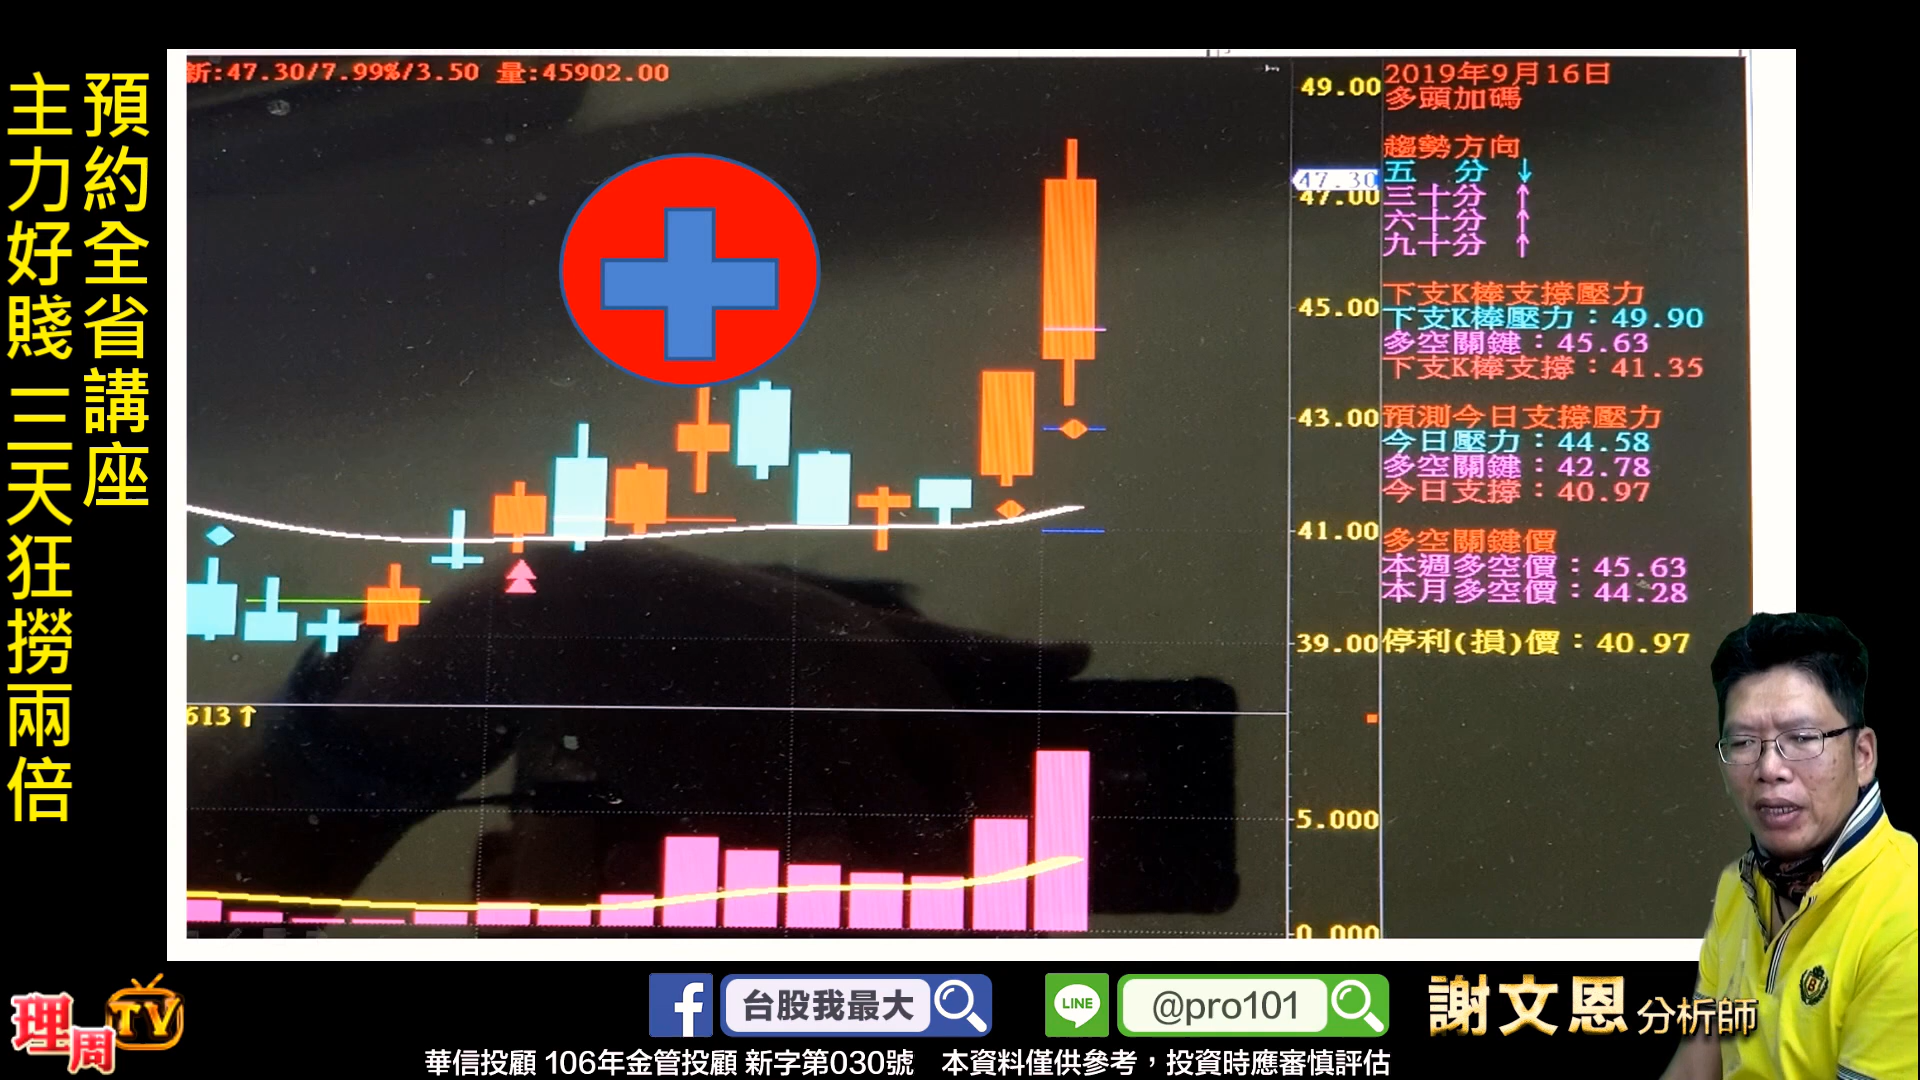 預約全省講座
主力好賤 三天狂撈兩倍
新:47.30/7.99%/3.50 量:45902.00
49.00
47.30
47.00
45.00
43.00
41.00
39.00
5.000
0.000
613↑
2019年9月16日
多頭加碼
趨勢方向
五 分 ↓
三十分 ↑
六十分 ↑
九十分 ↑
下支K棒支撐壓力
下支K棒壓力:49.90
多空關鍵:45.63
下支K棒支撐:41.35
預測今日支撐壓力
今日壓力:44.58
多空關鍵:42.78
今日支撐:40.97
多空關鍵價
本週多空價:45.63
本月多空價:44.28
停利(損)價:40.97
理周TV
台股我最大
LINE
@pro101
謝文恩 分析師
華信投顧 106年金管投顧 新字第030號 本資料僅供參考,投資時應審慎評估